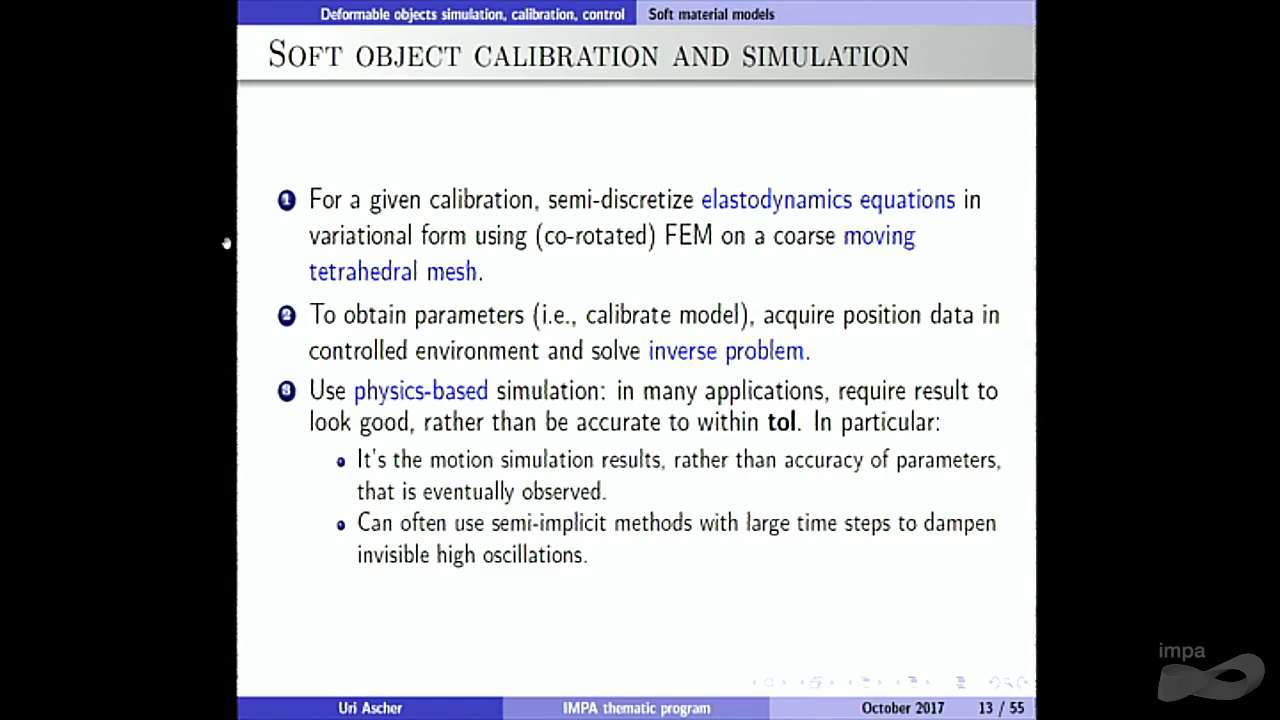 Deformable objects simulation, calibration, control Soft material models
SOFT OBJECT CALIBRATION AND SIMULATION
1 For a given calibration, semi-discretize elastodynamics equations in
variational form using (co-rotated) FEM on a coarse moving
tetrahedral mesh.
2 To obtain parameters (i.e., calibrate model), acquire position data in
controlled environment and solve inverse problem.
3 Use physics-based simulation: in many applications, require result to
look good, rather than be accurate to within tol. In particular:
It's the motion simulation results, rather than accuracy of parameters,
that is eventually observed.
Can often use semi-implicit methods with large time steps to dampen
invisible high oscillations.
impa
Uri Ascher IMPA thematic program October 2017 13 / 55